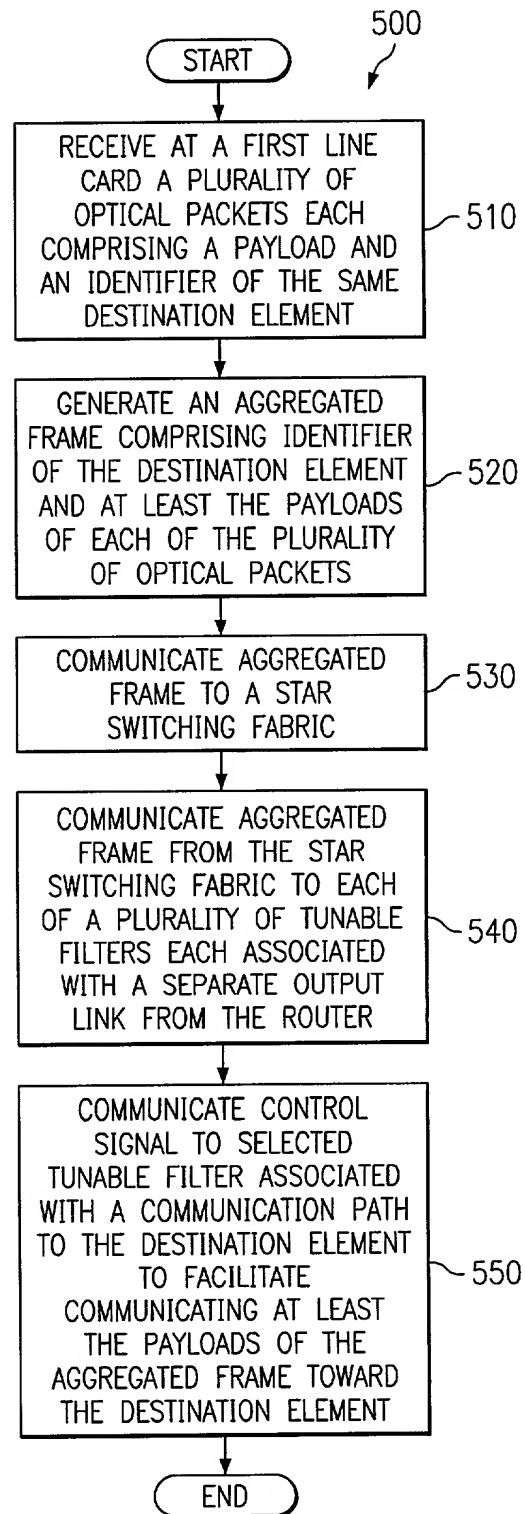 500
START
RECEIVE AT A FIRST LINE
CARD A PLURALITY OF
OPTICAL PACKETS EACH
COMPRISING A PAYLOAD AND
AN IDENTIFIER OF THE SAME
DESTINATION ELEMENT
510
GENERATE AN AGGREGATED
FRAME COMPRISING IDENTIFIER
OF THE DESTINATION ELEMENT
AND AT LEAST THE PAYLOADS
OF EACH OF THE PLURALITY
OF OPTICAL PACKETS
520
COMMUNICATE AGGREGATED
FRAME TO A STAR
SWITCHING FABRIC
530
COMMUNICATE AGGREGATED
FRAME FROM THE STAR
SWITCHING FABRIC TO EACH
OF A PLURALITY OF TUNABLE
FILTERS EACH ASSOCIATED
WITH A SEPARATE OUTPUT
LINK FROM THE ROUTER
540
COMMUNICATE CONTROL
SIGNAL TO SELECTED
TUNABLE FILTER ASSOCIATED
WITH A COMMUNICATION PATH
TO THE DESTINATION ELEMENT
TO FACILITATE
COMMUNICATING AT LEAST
THE PAYLOADS OF THE
AGGREGATED FRAME TOWARD
THE DESTINATION ELEMENT
550
END